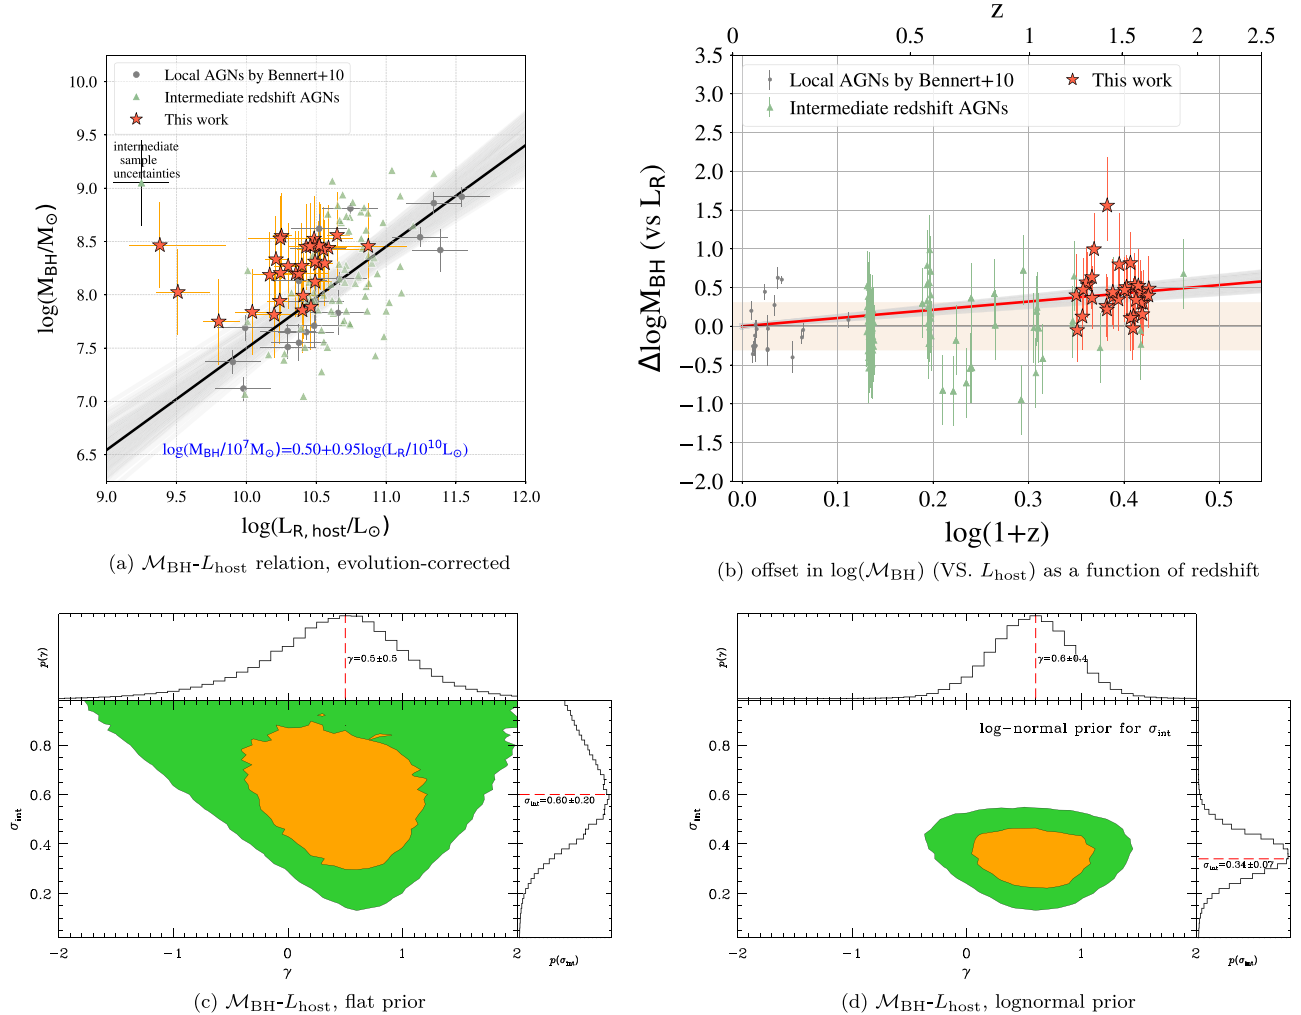 Local AGNs by Bennert+10
Intermediate redshift AGNs
This work
intermediate
sample
uncertainties
log(M_BH/10^7M_⊙)=0.50+0.95log(L_R/10^10L_⊙)
log(M_BH/M_⊙)
10.0
9.5
9.0
8.5
8.0
7.5
7.0
6.5
9.0 9.5 10.0 10.5 11.0 11.5 12.0
log(L_R, host/L_⊙)
(a) M_BH-L_host relation, evolution-corrected
z
0 0.5 1 1.5 2 2.5
Local AGNs by Bennert+10
Intermediate redshift AGNs
This work
ΔlogM_BH (vs L_R)
3.5
3.0
2.5
2.0
1.5
1.0
0.5
0.0
−0.5
−1.0
−1.5
−2.0
0.0 0.1 0.2 0.3 0.4 0.5
log(1+z)
(b) offset in log(M_BH) (VS. L_host) as a function of redshift
p(γ)
γ=0.5±0.5
σ_int
0.8
0.6
0.4
0.2
σ_int=0.60±0.20
−2 −1 0 1 2
γ
p(σ_int)
(c) M_BH-L_host, flat prior
p(γ)
γ=0.6±0.4
log−normal prior for σ_int
σ_int
0.8
0.6
0.4
0.2
σ_int=0.34±0.07
−2 −1 0 1 2
γ
p(σ_int)
(d) M_BH-L_host, lognormal prior